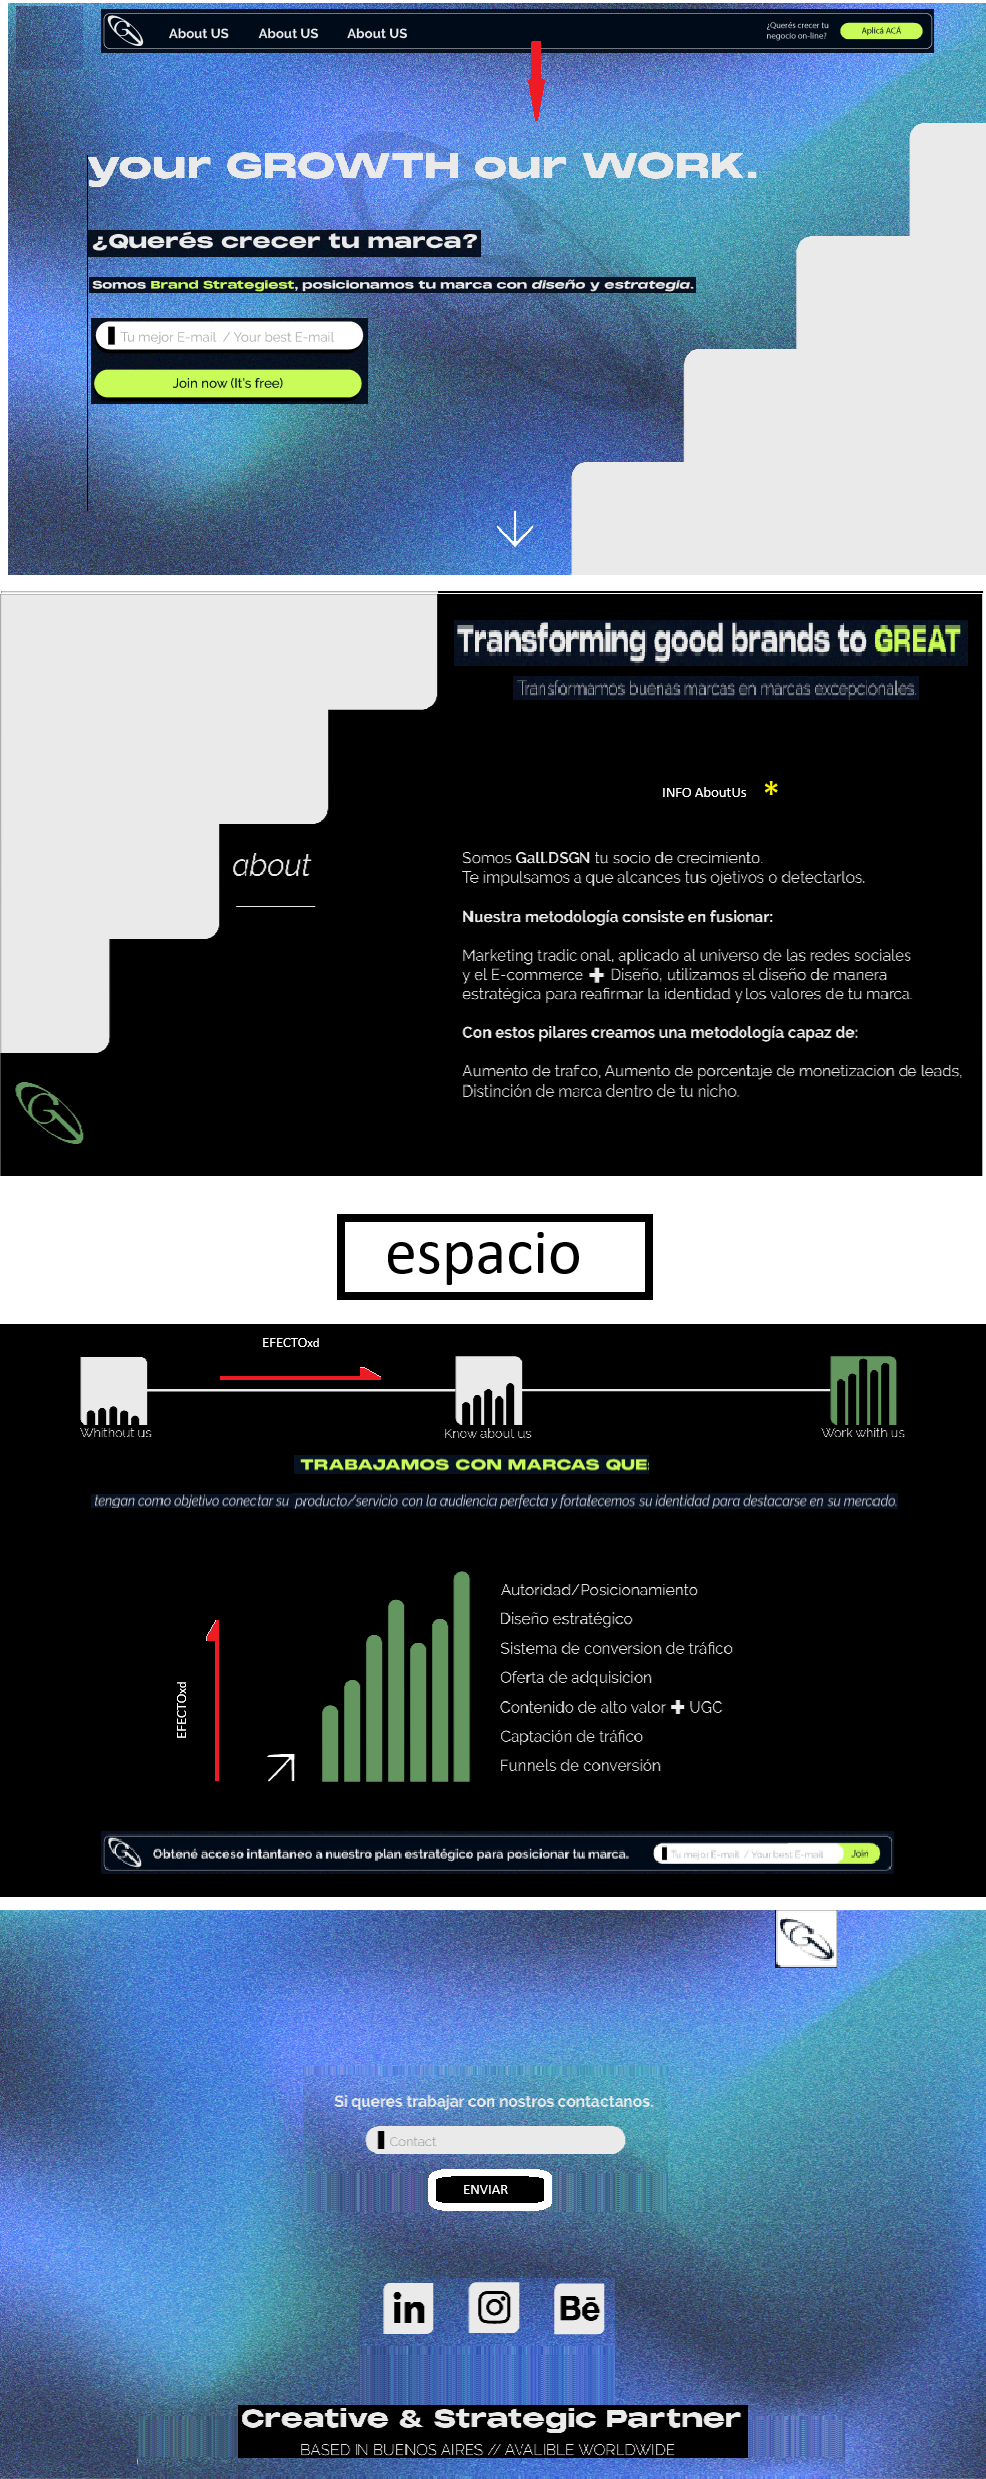 About US About US About US ¿Querés crecer tu negocio on-line? Aplicá ACÁ
your GROWTH our WORK.
¿Querés crecer tu marca?
Somos Brand Strategiest, posicionamos tu marca con diseño y estrategia.
Tu mejor E-mail / Your best E-mail
Join now (It's free)
Transforming good brands to GREAT
Transformamos buenas marcas en marcas excepcionales.
INFO AboutUs *
about
Somos Gall.DSGN tu socio de crecimiento.
Te impulsamos a que alcances tus ojetivos o detectarlos.
Nuestra metodología consiste en fusionar:
Marketing tradiconal, aplicado al universo de las redes sociales
y el E-commerce + Diseño, utilizamos el diseño de manera
estratégica para reafirmar la identidad y los valores de tu marca.
Con estos pilares creamos una metodología capaz de:
Aumento de trafico, Aumento de porcentaje de monetizacion de leads,
Distinción de marca dentro de tu nicho.
espacio
EFECTOxd
Whithout us Know about us Work whith us
TRABAJAMOS CON MARCAS QUE:
tengan como objetivo conectar su producto/servicio con la audiencia perfecta y fortalecemos su identidad para destacarse en su mercado.
EFECTOxd
Autoridad/Posicionamiento
Diseño estratégico
Sistema de conversion de tráfico
Oferta de adquisicion
Contenido de alto valor + UGC
Captación de tráfico
Funnels de conversión
Obtené acceso intantaneo a nuestro plan estratégico para posicionar tu marca. Tu mejor E-mail / Your best E-mail Join
Si queres trabajar con nostros contactanos.
Contact
ENVIAR
in Bē
Creative & Strategic Partner
BASED IN BUENOS AIRES // AVALIBLE WORLDWIDE